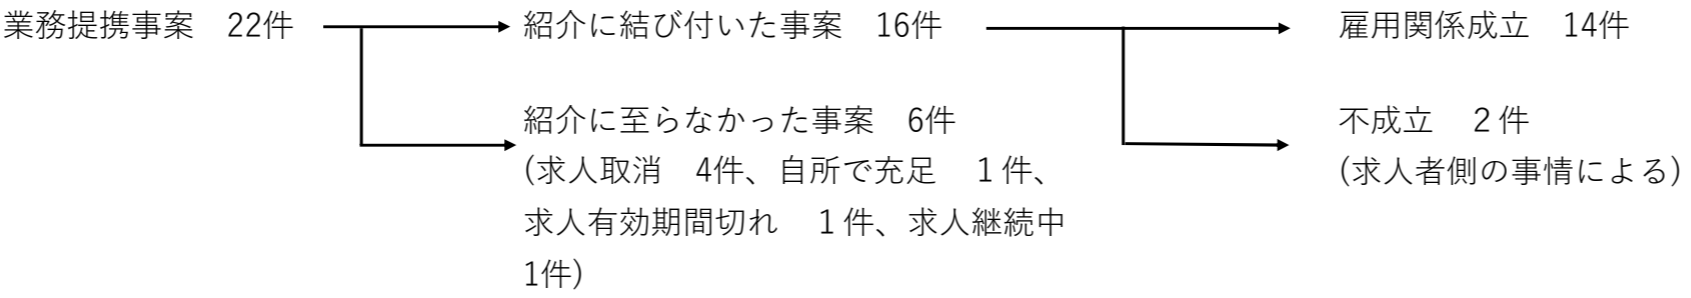 業務提携事案　22件
紹介に結び付いた事案　16件
雇用関係成立　14件
紹介に至らなかった事案　6件
(求人取消　4件、自所で充足　１件、
求人有効期間切れ　１件、求人継続中
1件)
不成立　２件
(求人者側の事情による)